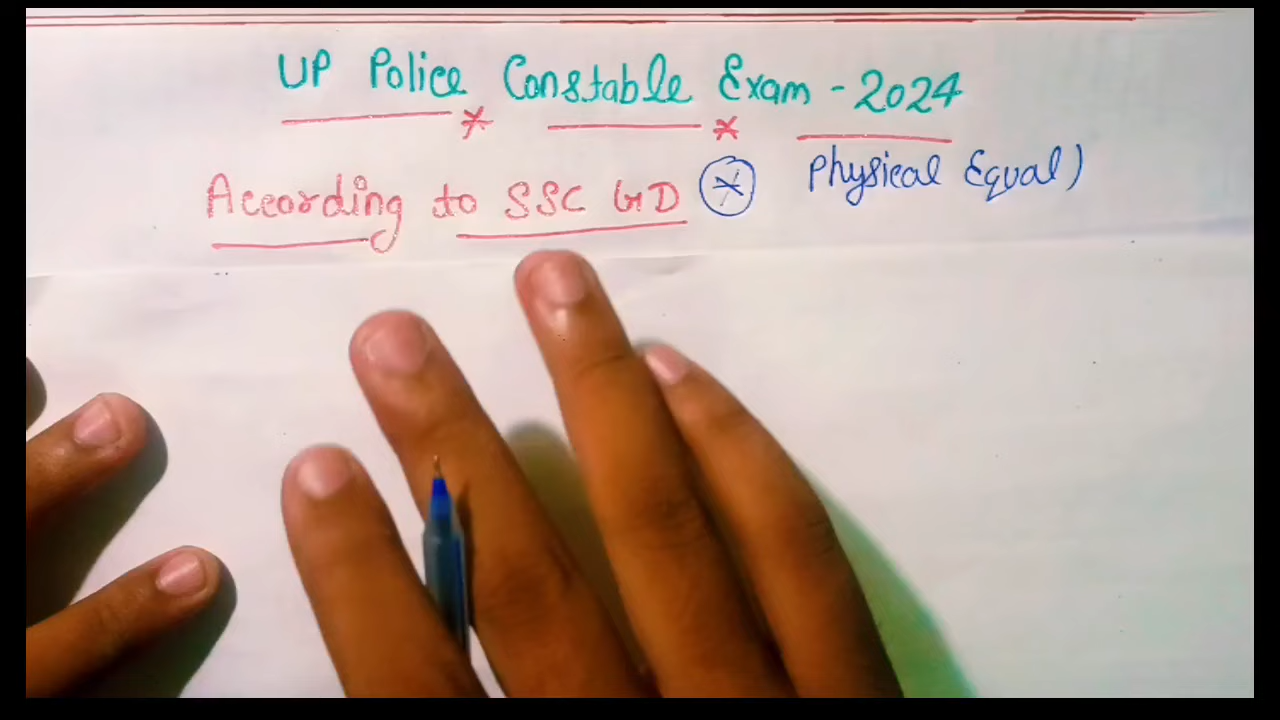 UP Police Constable Exam - 2024
According to SSC GD * Physical Equal)